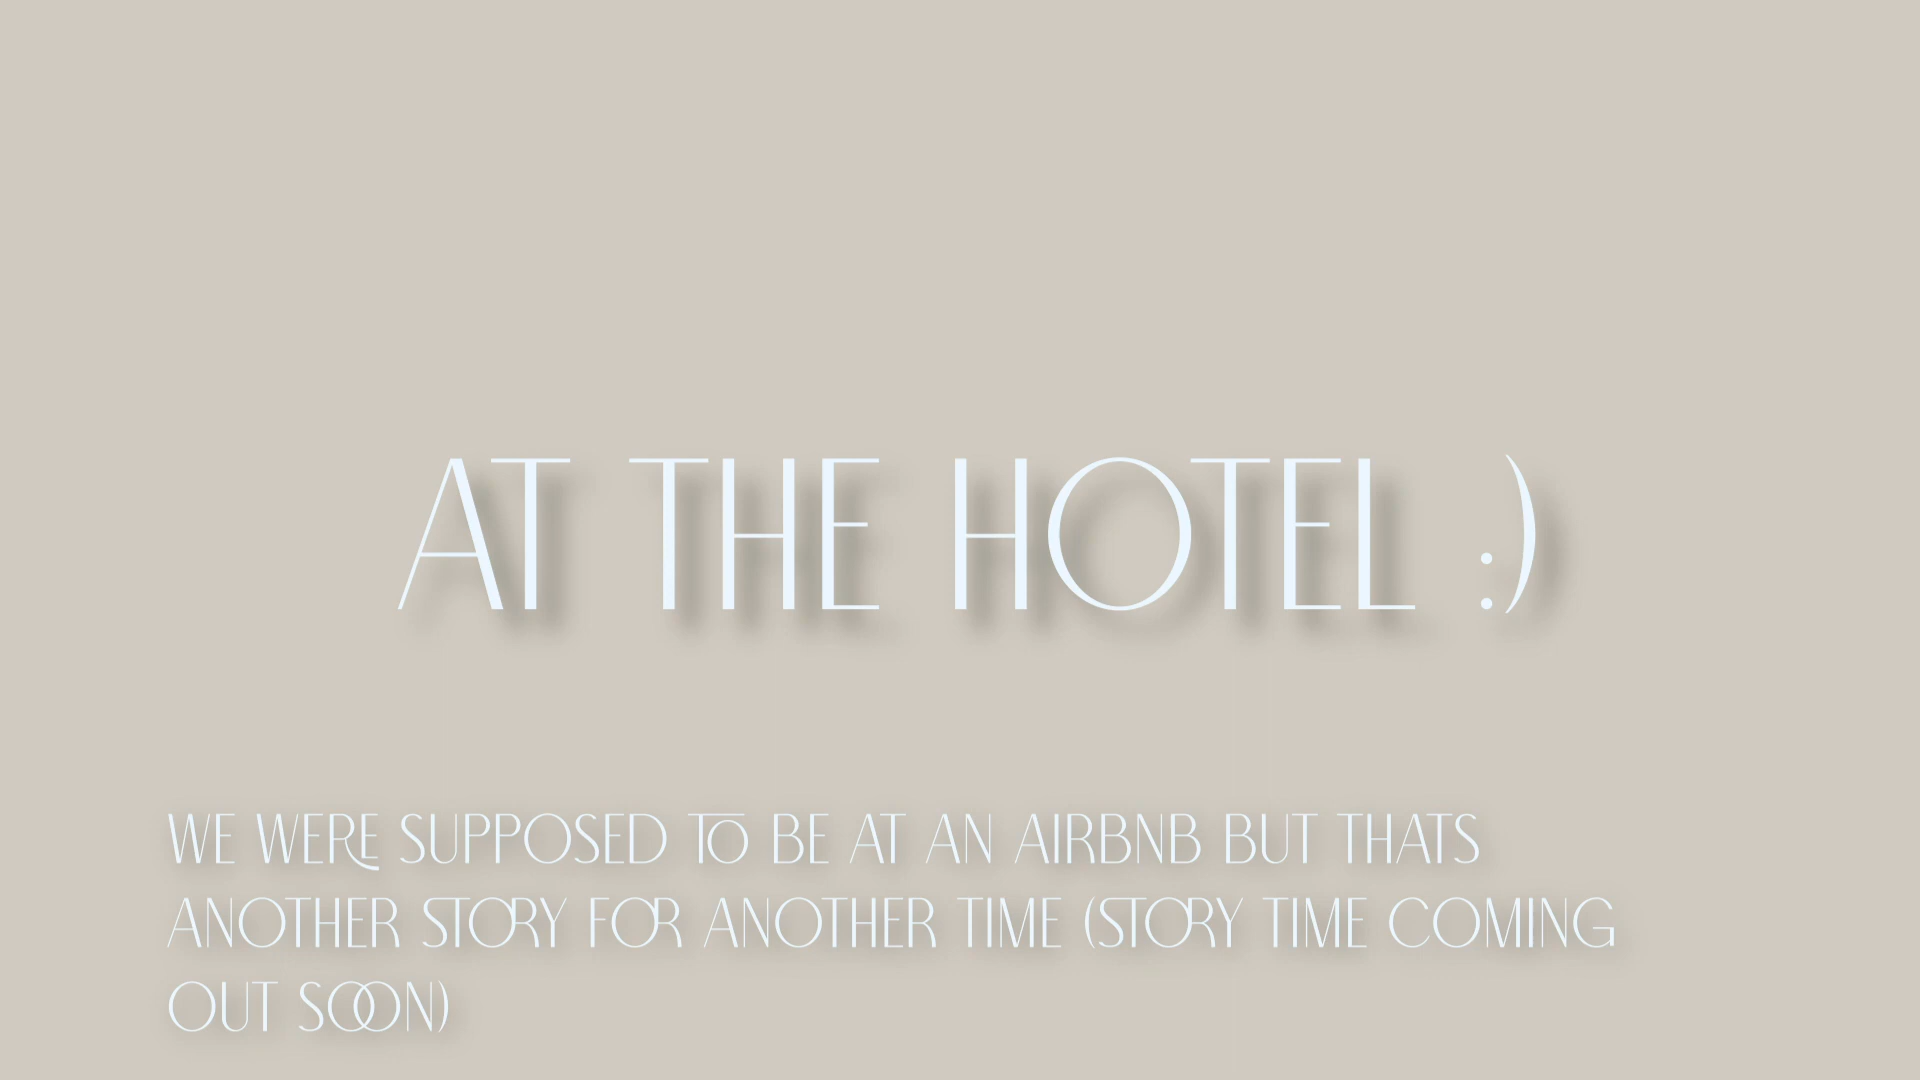 AT THE HOTEL :)
WE WERE SUPPOSED TO BE AT AN AIRBNB BUT THATS
ANOTHER STORY FOR ANOTHER TIME (STORY TIME COMING
OUT SOON)